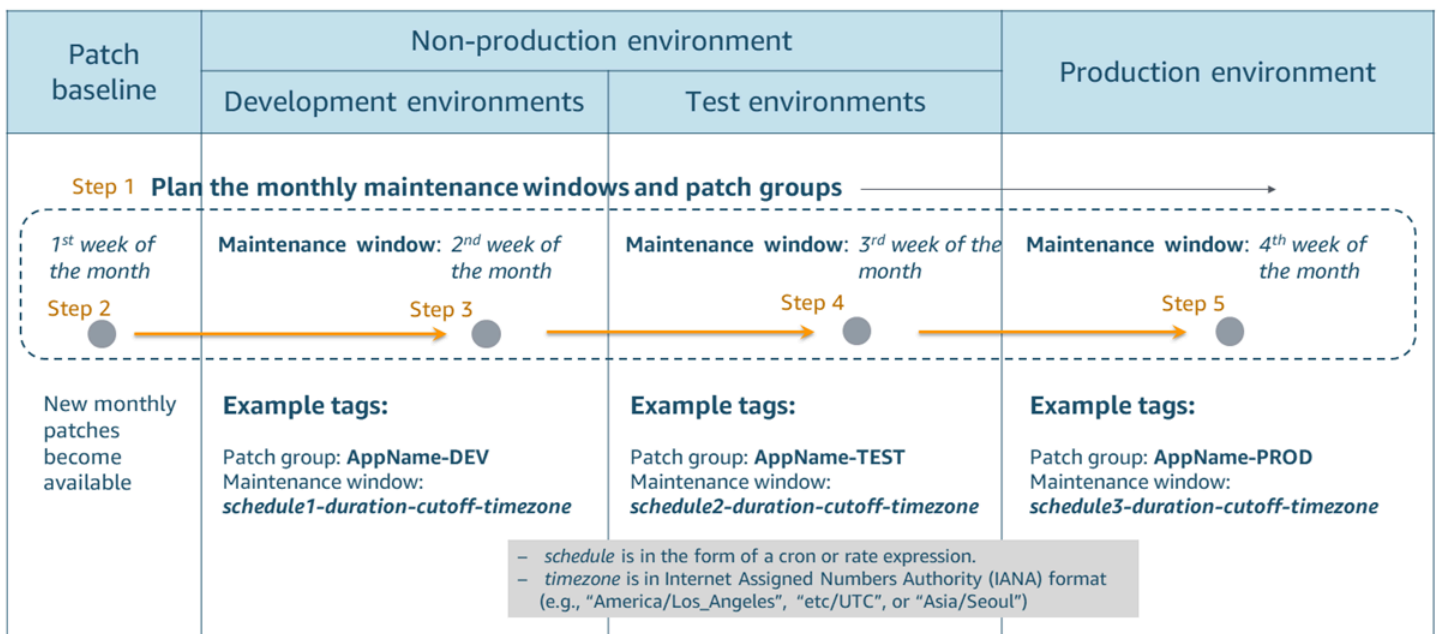 Patch
baseline
Non-production environment
Development environments
Test environments
Production environment
Step 1 Plan the monthly maintenance windows and patch groups
1st week of
the month
Step 2
Maintenance window: 2nd week of
the month
Step 3
Maintenance window: 3rd week of the
month
Step 4
Maintenance window: 4th week of
the month
Step 5
New monthly
patches
become
available
Example tags:
Patch group: AppName-DEV
Maintenance window:
schedule1-duration-cutoff-timezone
Example tags:
Patch group: AppName-TEST
Maintenance window:
schedule2-duration-cutoff-timezone
Example tags:
Patch group: AppName-PROD
Maintenance window:
schedule3-duration-cutoff-timezone
– schedule is in the form of a cron or rate expression.
– timezone is in Internet Assigned Numbers Authority (IANA) format
(e.g., “America/Los_Angeles”, “etc/UTC”, or “Asia/Seoul”)